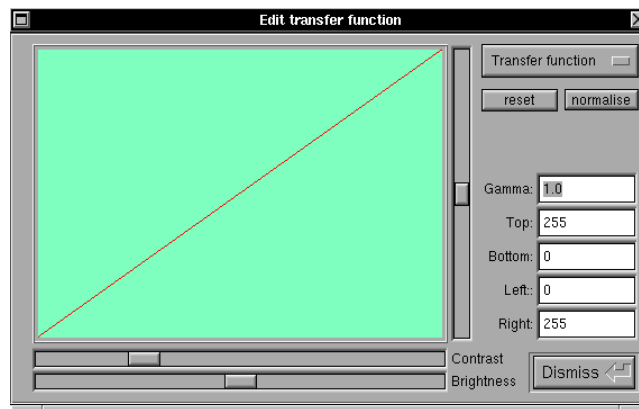 Edit transfer function
Transfer function
reset
normalise
Gamma: 1.0
Top: 255
Bottom: 0
Left:: 0
Right: 255
Contrast
Brightness
Dismiss